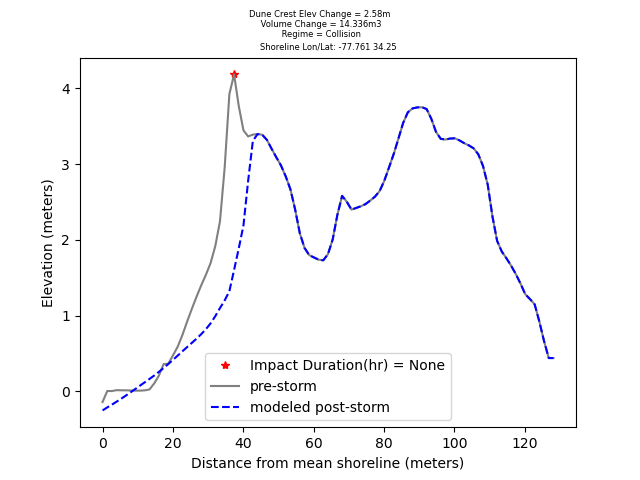 Dune Crest Elev Change = 2.58m
Volume Change = 14.336m3
Regime = Collision
Shoreline Lon/Lat: -77.761 34.25
4
3
2
1
0
Elevation (meters)
Impact Duration(hr) = None
pre-storm
modeled post-storm
0 20 40 60 80 100 120
Distance from mean shoreline (meters)